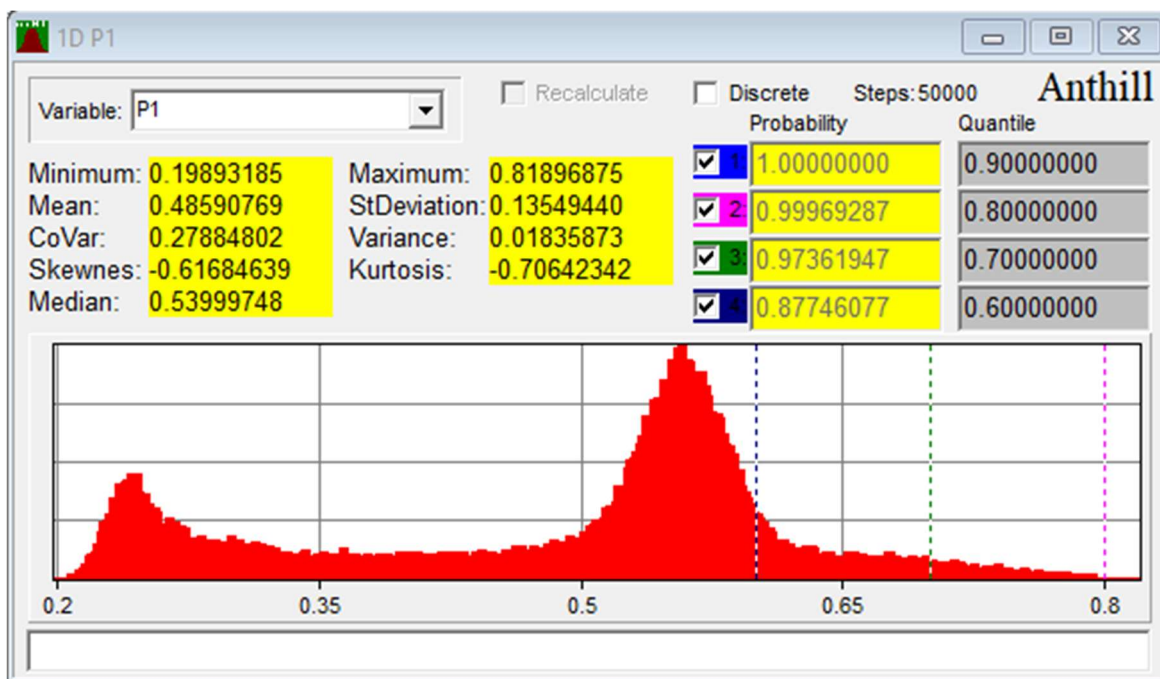 1D P1
Variable: P1
Recalculate
Discrete Steps:50000 Anthill
Probability Quantile
Minimum: 0.19893185 Maximum: 0.81896875 1 1.00000000 0.90000000
Mean: 0.48590769 StDeviation: 0.13549440 2: 0.99969287 0.80000000
CoVar: 0.27884802 Variance: 0.01835873 3: 0.97361947 0.70000000
Skewnes: -0.61684639 Kurtosis: -0.70642342 4 0.87746077 0.60000000
Median: 0.53999748
0.2 0.35 0.5 0.65 0.8